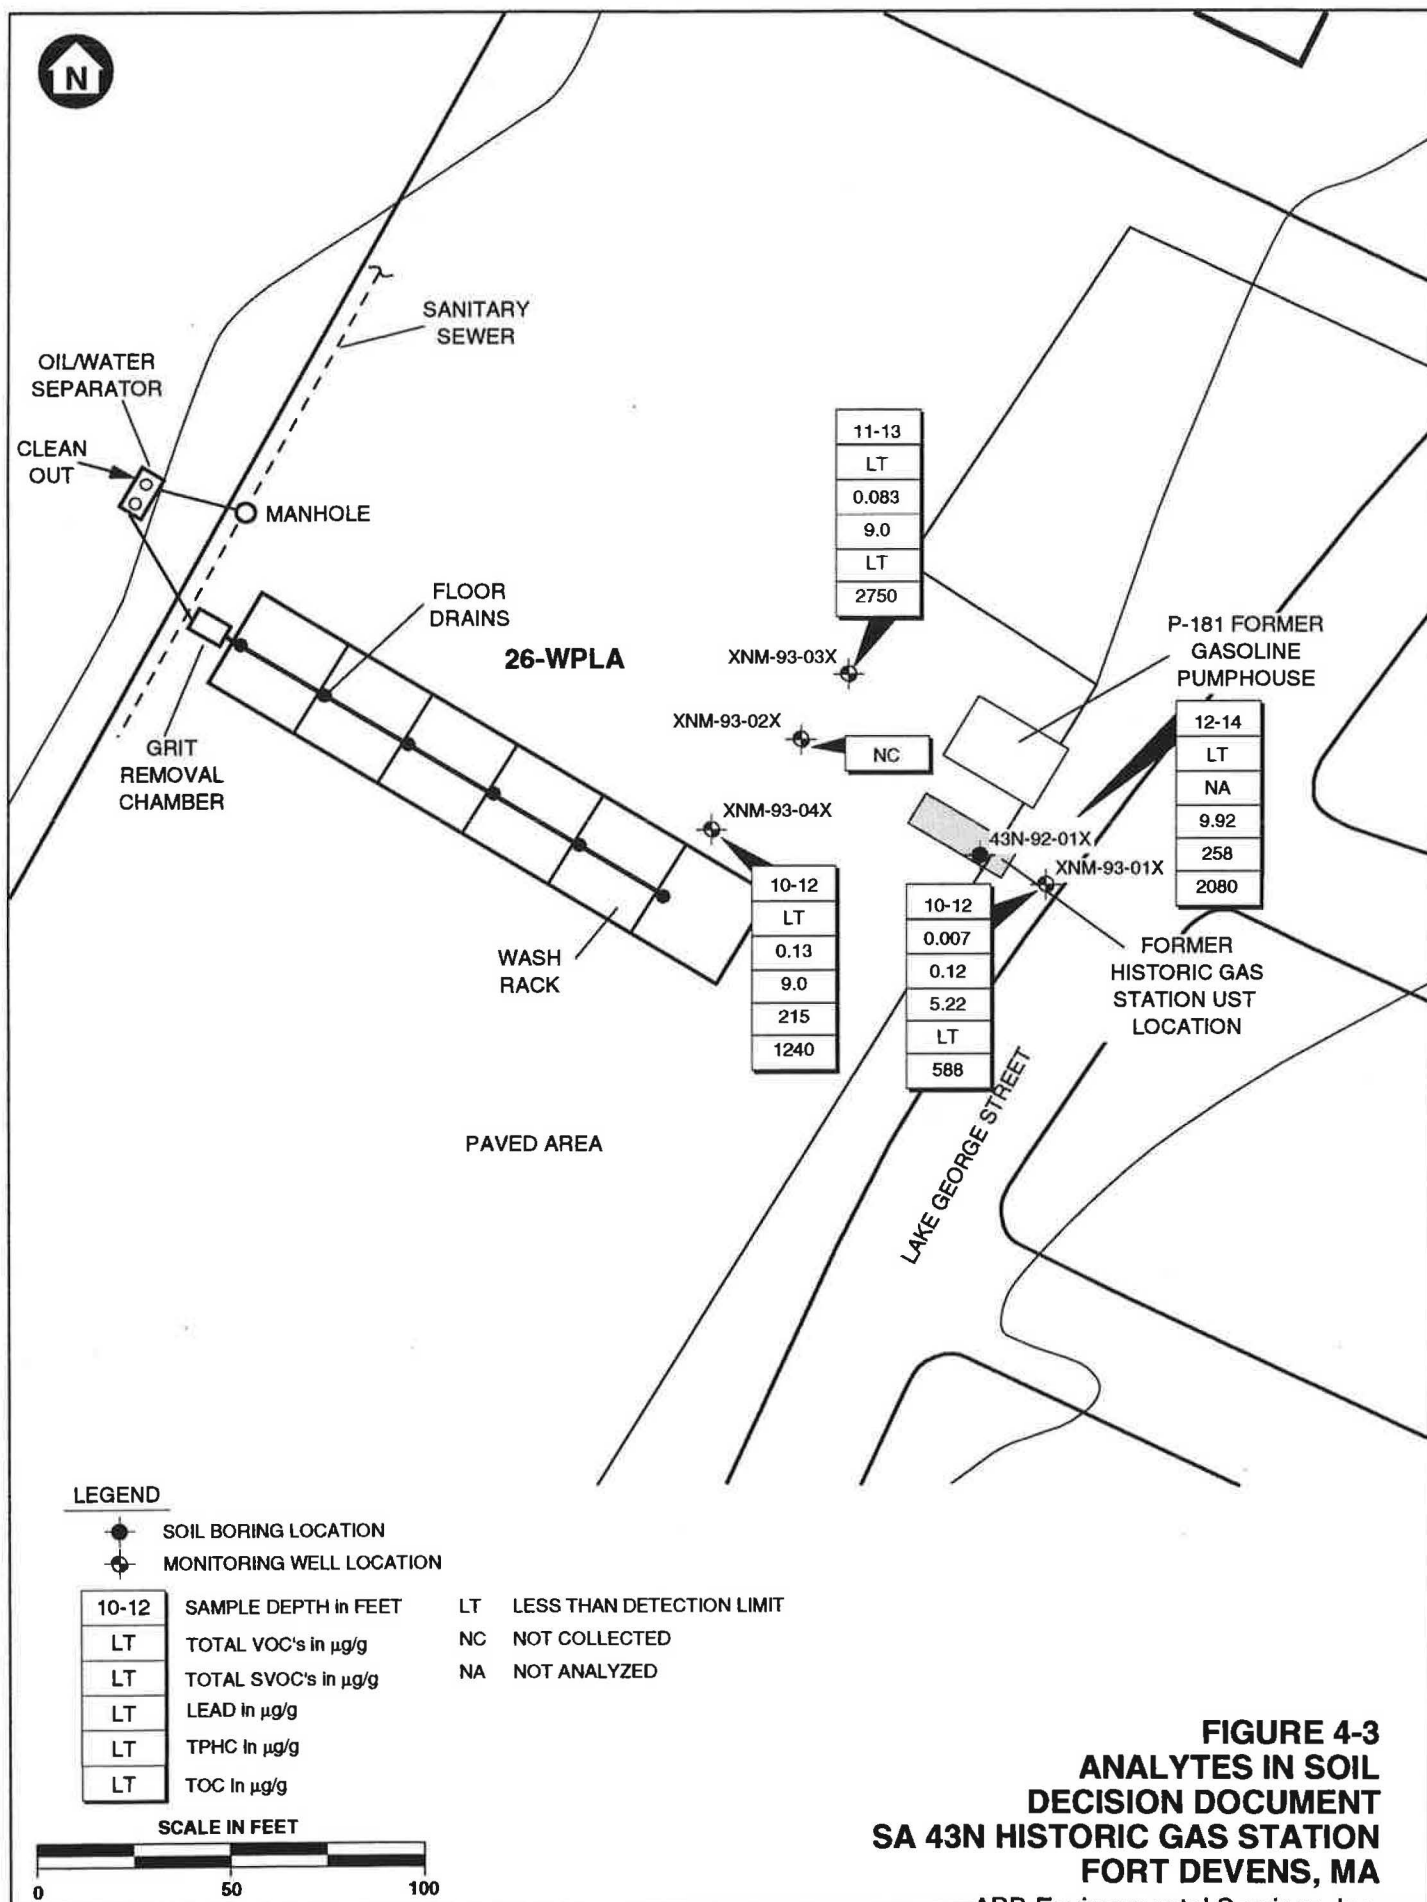 N
SANITARY
SEWER
OIL/WATER
SEPARATOR
CLEAN
OUT
MANHOLE
FLOOR
DRAINS
26-WPLA
GRIT
REMOVAL
CHAMBER
WASH
RACK
11-13
LT
0.083
9.0
LT
2750
XNM-93-03X
XNM-93-02X
NC
XNM-93-04X
10-12
LT
0.13
9.0
215
1240
P-181 FORMER
GASOLINE
PUMPHOUSE
12-14
LT
NA
9.92
258
2080
43N-92-01X
XNM-93-01X
10-12
0.007
0.12
5.22
LT
588
FORMER
HISTORIC GAS
STATION UST
LOCATION
LAKE GEORGE STREET
PAVED AREA
LEGEND
SOIL BORING LOCATION
MONITORING WELL LOCATION
10-12 SAMPLE DEPTH in FEET
LT TOTAL VOC's in µg/g
LT TOTAL SVOC's in µg/g
LT LEAD in µg/g
LT TPHC in µg/g
LT TOC in µg/g
LT LESS THAN DETECTION LIMIT
NC NOT COLLECTED
NA NOT ANALYZED
SCALE IN FEET
0 50 100
FIGURE 4-3
ANALYTES IN SOIL
DECISION DOCUMENT
SA 43N HISTORIC GAS STATION
FORT DEVENS, MA